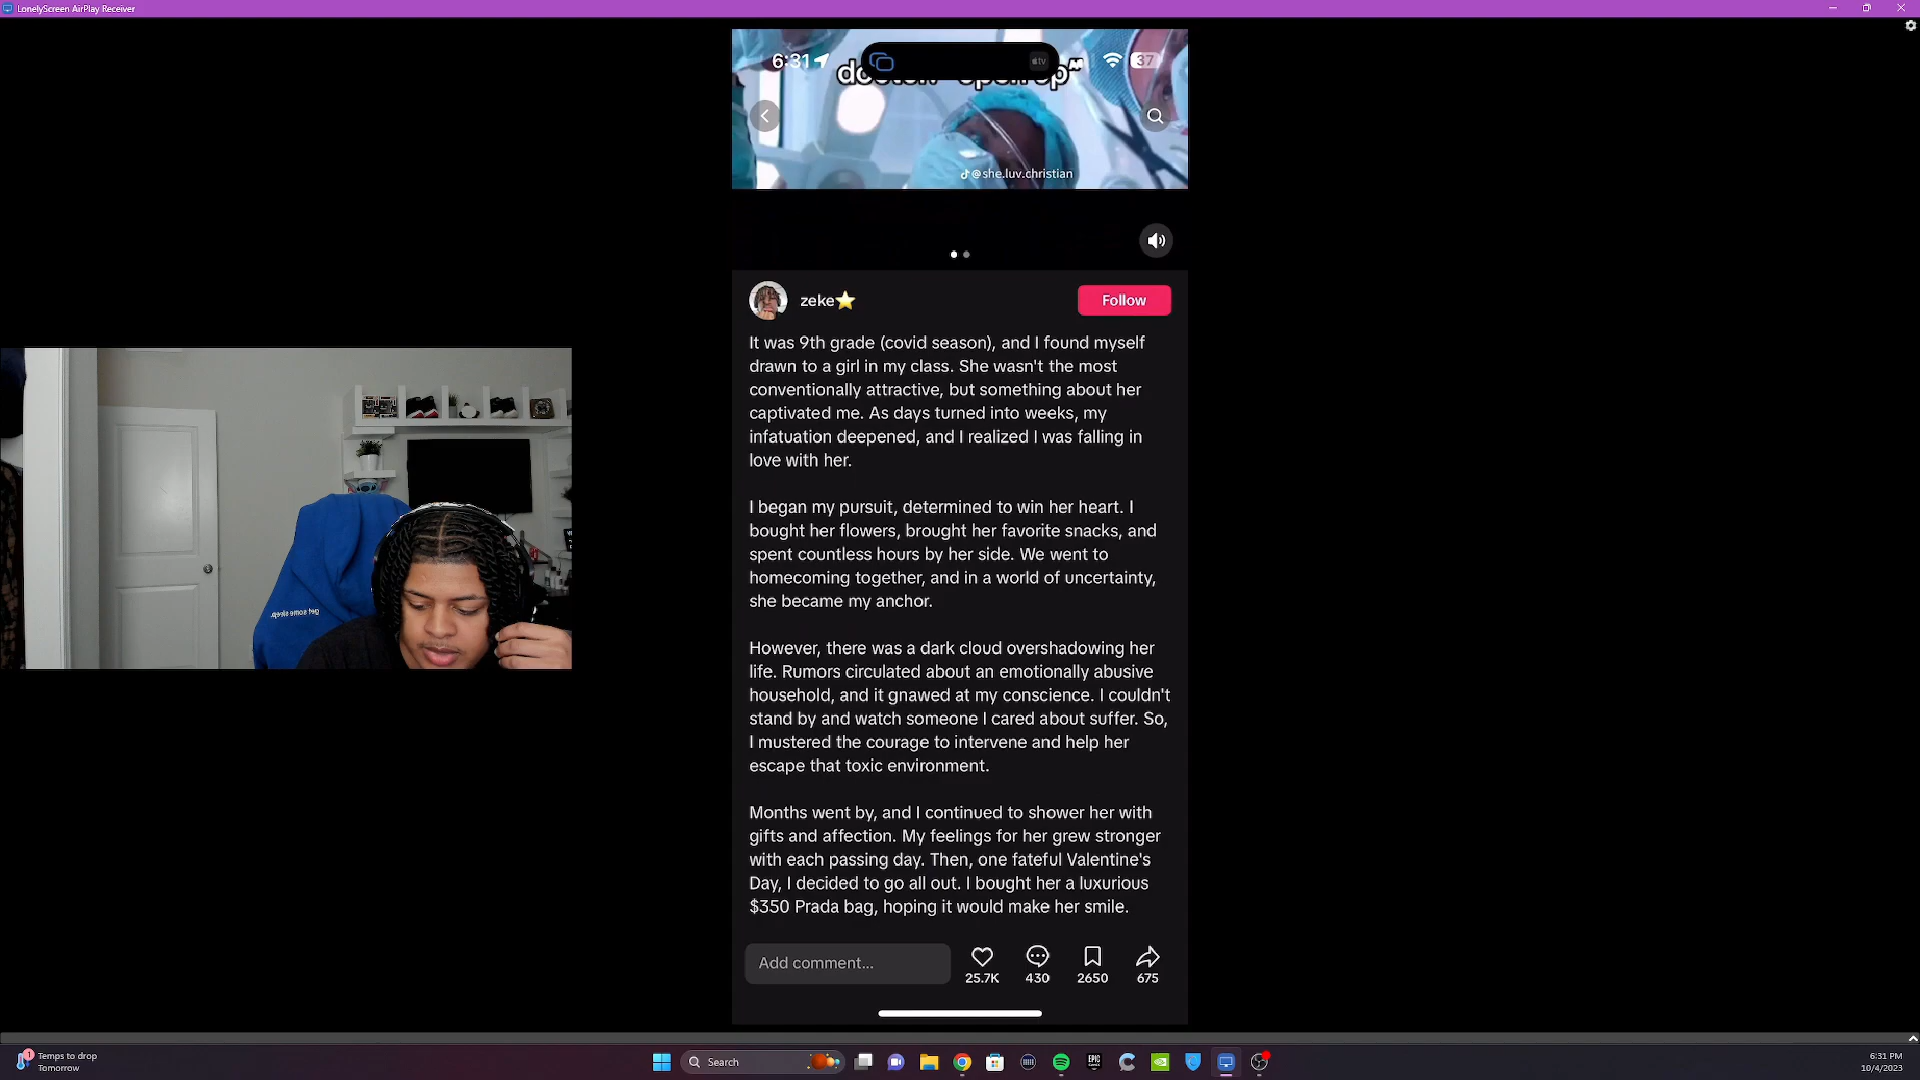 LonelyScreen AirPlay Receiver
6:31
tv
37
@she.luv.christian
zeke⭐
Follow
It was 9th grade (covid season), and I found myself
drawn to a girl in my class. She wasn't the most
conventionally attractive, but something about her
captivated me. As days turned into weeks, my
infatuation deepened, and I realized I was falling in
love with her.
I began my pursuit, determined to win her heart. I
bought her flowers, brought her favorite snacks, and
spent countless hours by her side. We went to
homecoming together, and in a world of uncertainty,
she became my anchor.
However, there was a dark cloud overshadowing her
life. Rumors circulated about an emotionally abusive
household, and it gnawed at my conscience. I couldn't
stand by and watch someone I cared about suffer. So,
I mustered the courage to intervene and help her
escape that toxic environment.
Months went by, and I continued to shower her with
gifts and affection. My feelings for her grew stronger
with each passing day. Then, one fateful Valentine's
Day, I decided to go all out. I bought her a luxurious
$350 Prada bag, hoping it would make her smile.
Add comment...
25.7K
430
2650
675
get some sleep.
1
Temps to drop
Tomorrow
Search
EPIC
6:31 PM
10/4/2023